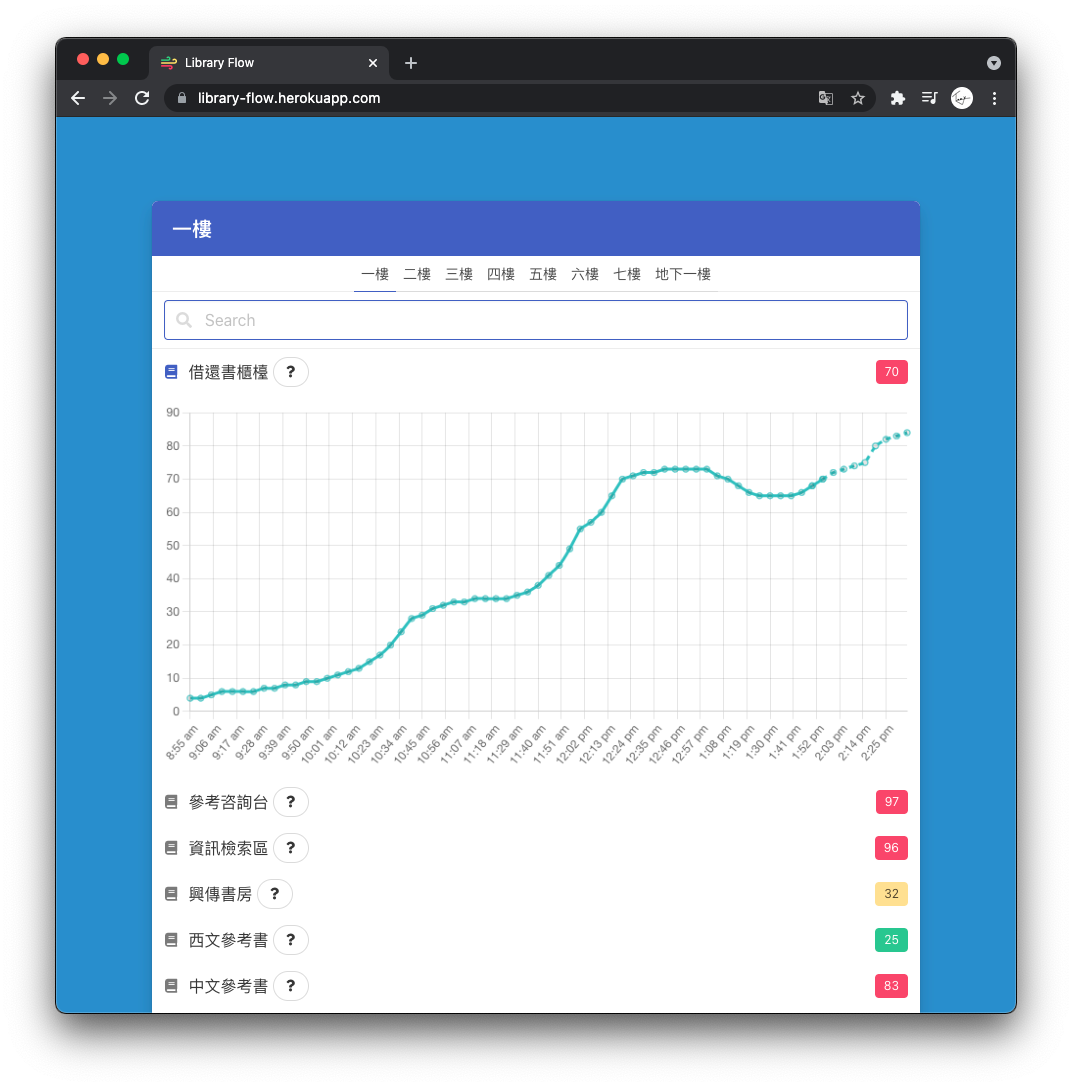 Library Flow
library-flow.herokuapp.com
一樓
一樓 二樓 三樓 四樓 五樓 六樓 七樓 地下一樓
Search
借還書櫃檯 ? 70
90
80
70
60
50
40
30
20
10
0
8:55 am 9:06 am 9:17 am 9:28 am 9:39 am 9:50 am 10:01 am 10:12 am 10:23 am 10:34 am 10:45 am 10:56 am 11:07 am 11:18 am 11:29 am 11:40 am 11:51 am 12:02 pm 12:13 pm 12:24 pm 12:35 pm 12:46 pm 12:57 pm 1:08 pm 1:19 pm 1:30 pm 1:41 pm 1:52 pm 2:03 pm 2:14 pm 2:25 pm
參考咨詢台 ? 97
資訊檢索區 ? 96
興傳書房 ? 32
西文參考書 ? 25
中文參考書 ? 83